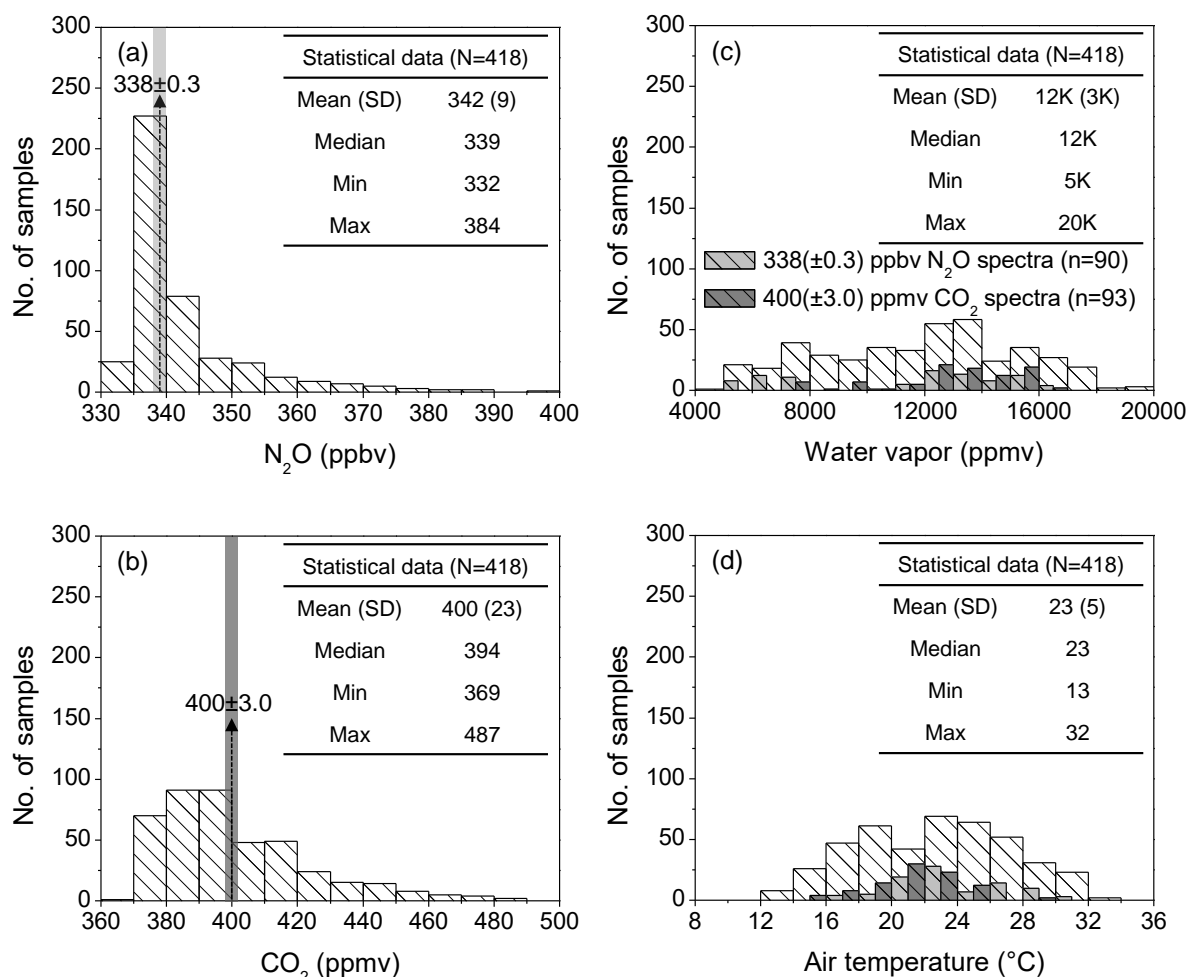 (a)
300
250
200
150
100
50
0
No. of samples
338±0.3
Statistical data (N=418)
Mean (SD) 342 (9)
Median 339
Min 332
Max 384
330 340 350 360 370 380 390 400
N₂O (ppbv)
(c)
300
250
200
150
100
50
0
No. of samples
Statistical data (N=418)
Mean (SD) 12K (3K)
Median 12K
Min 5K
Max 20K
338(±0.3) ppbv N₂O spectra (n=90)
400(±3.0) ppmv CO₂ spectra (n=93)
4000 8000 12000 16000 20000
Water vapor (ppmv)
(b)
300
250
200
150
100
50
0
No. of samples
400±3.0
Statistical data (N=418)
Mean (SD) 400 (23)
Median 394
Min 369
Max 487
360 380 400 420 440 460 480 500
CO₂ (ppmv)
(d)
300
250
200
150
100
50
0
No. of samples
Statistical data (N=418)
Mean (SD) 23 (5)
Median 23
Min 13
Max 32
8 12 16 20 24 28 32 36
Air temperature (°C)